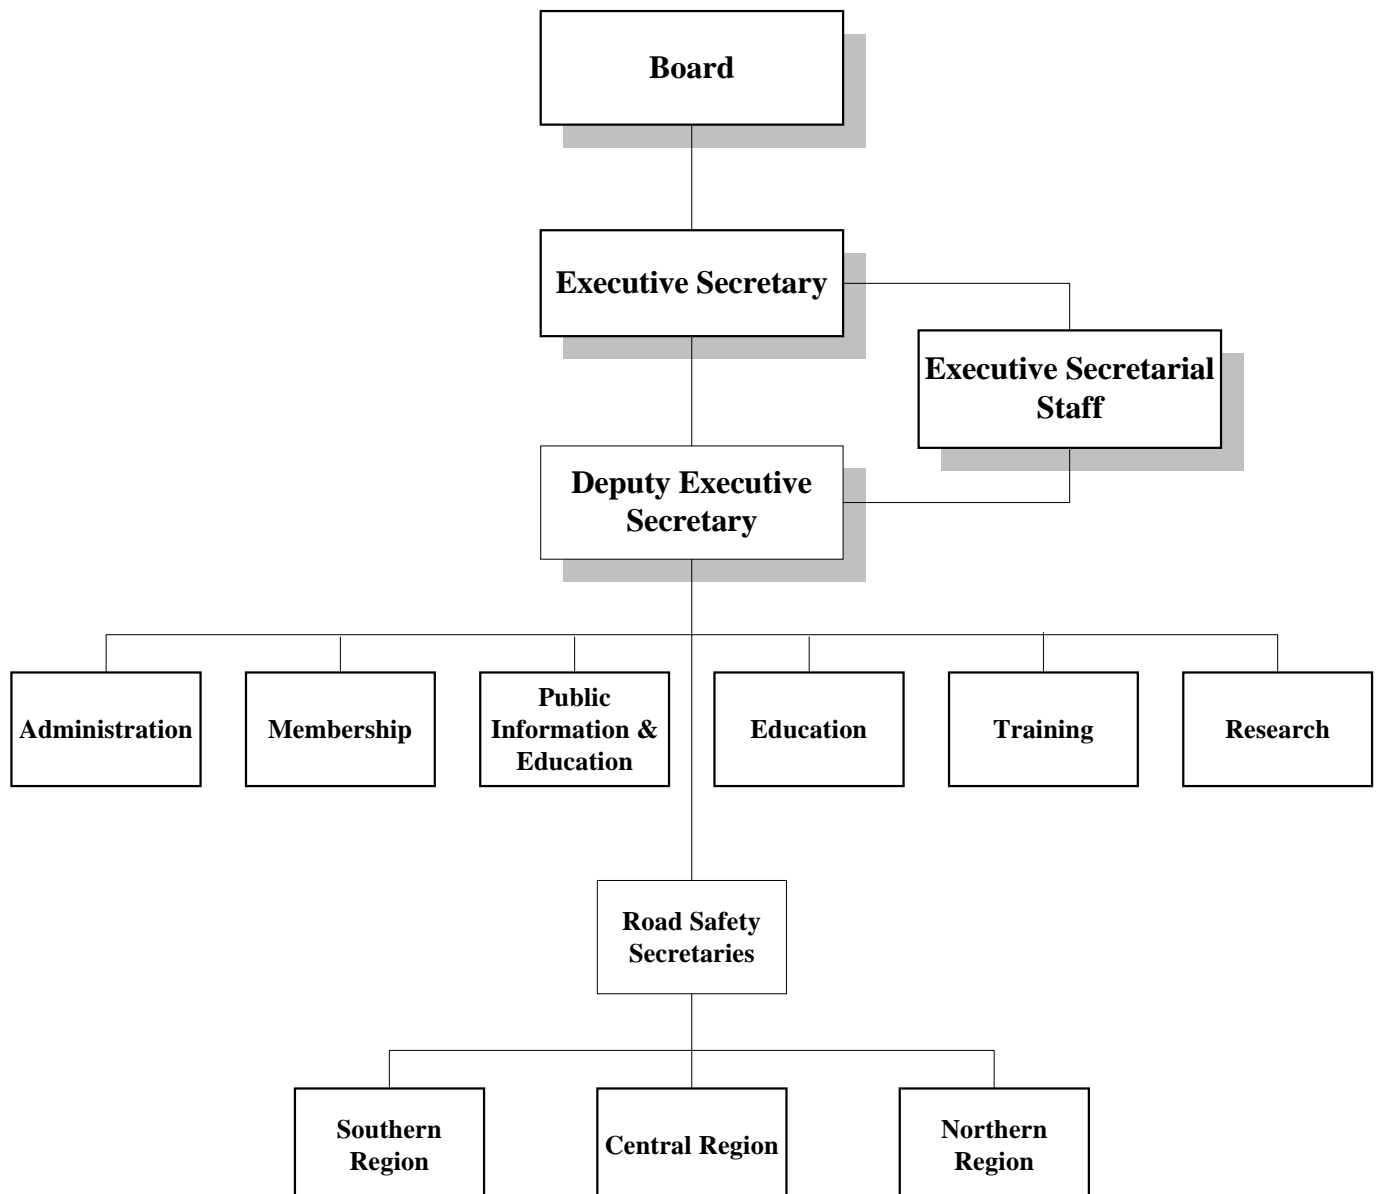 Board
Executive Secretary
Executive Secretarial
Staff
Deputy Executive
Secretary
Administration
Membership
Public
Information &
Education
Education
Training
Research
Road Safety
Secretaries
Southern
Region
Central Region
Northern
Region